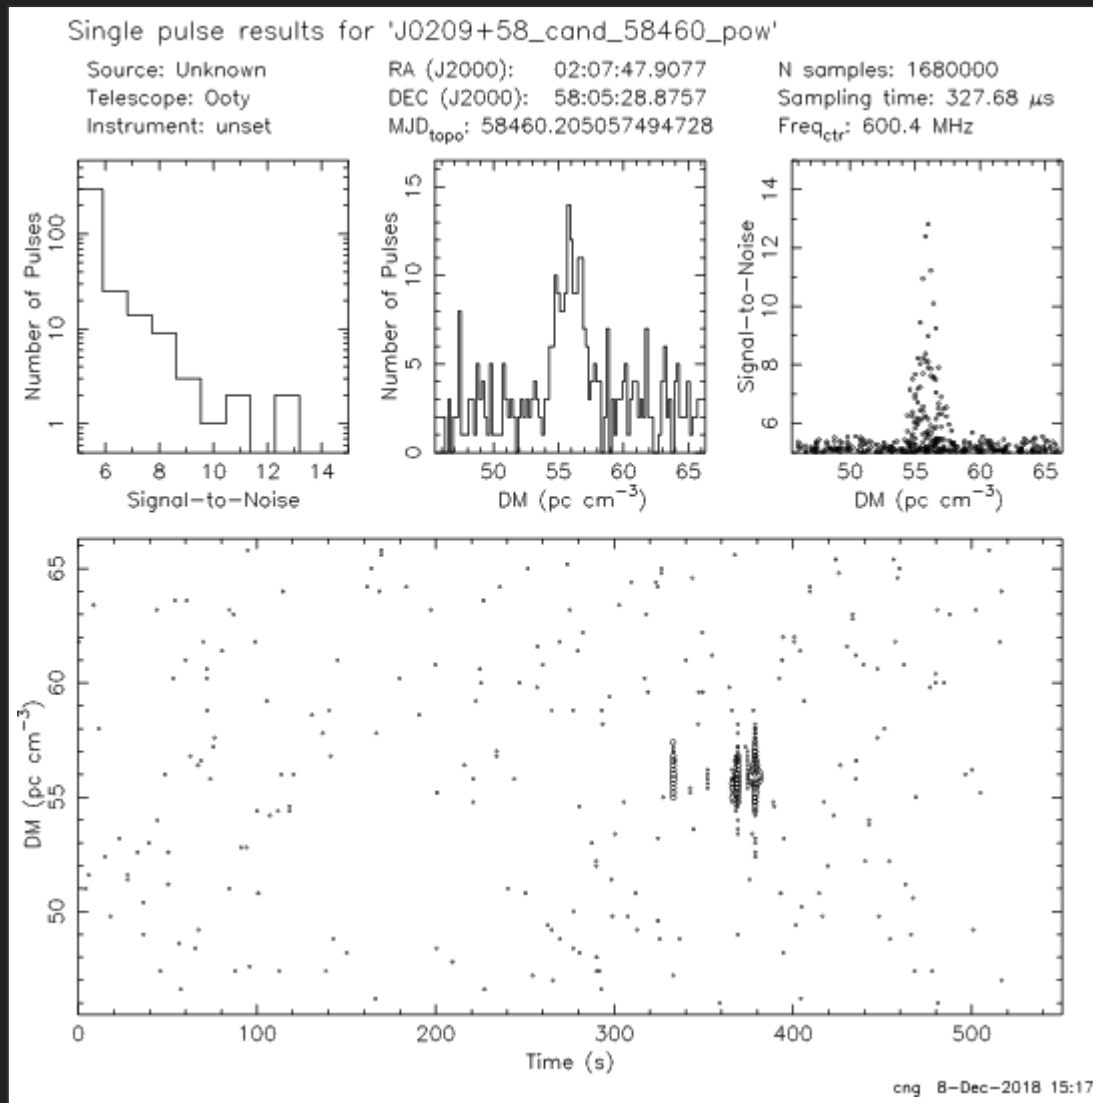 Single pulse results for 'J0209+58_cand_58460_pow'
Source: Unknown
Telescope: Ooty
Instrument: unset
RA (J2000): 02:07:47.9077
DEC (J2000): 58:05:28.8757
MJD_topo: 58460.205057494728
N samples: 1680000
Sampling time: 327.68 μs
Freq_ctr: 600.4 MHz
Number of Pulses
100
10
1
6 8 10 12 14
Signal-to-Noise
Number of Pulses
15
10
5
0
50 55 60 65
DM (pc cm⁻³)
Signal-to-Noise
14
12
10
8
6
50 55 60 65
DM (pc cm⁻³)
DM (pc cm⁻³)
65
60
55
50
0 100 200 300 400 500
Time (s)
cng 8-Dec-2018 15:17